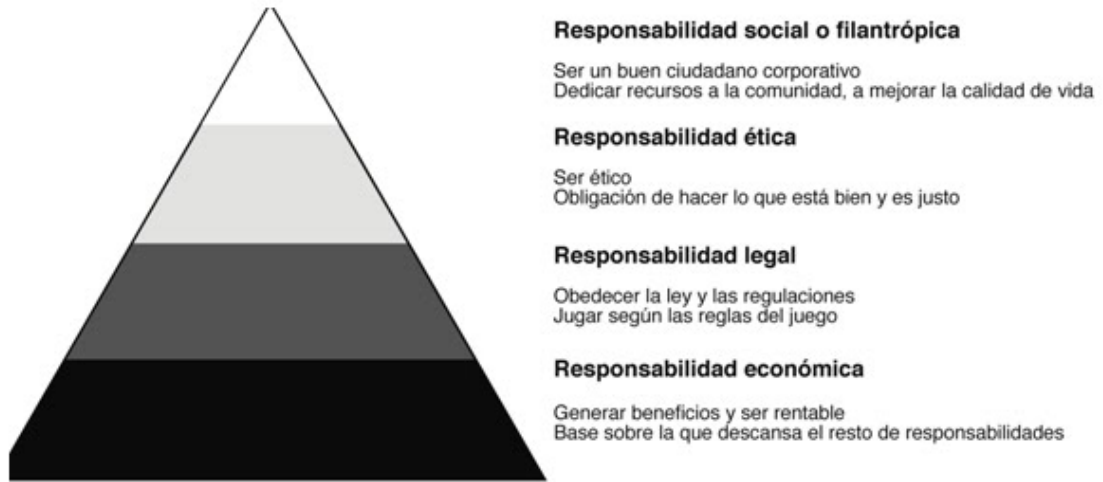 Responsabilidad social o filantrópica
Ser un buen ciudadano corporativo
Dedicar recursos a la comunidad, a mejorar la calidad de vida
Responsabilidad ética
Ser ético
Obligación de hacer lo que está bien y es justo
Responsabilidad legal
Obedecer la ley y las regulaciones
Jugar según las reglas del juego
Responsabilidad económica
Generar beneficios y ser rentable
Base sobre la que descansa el resto de responsabilidades